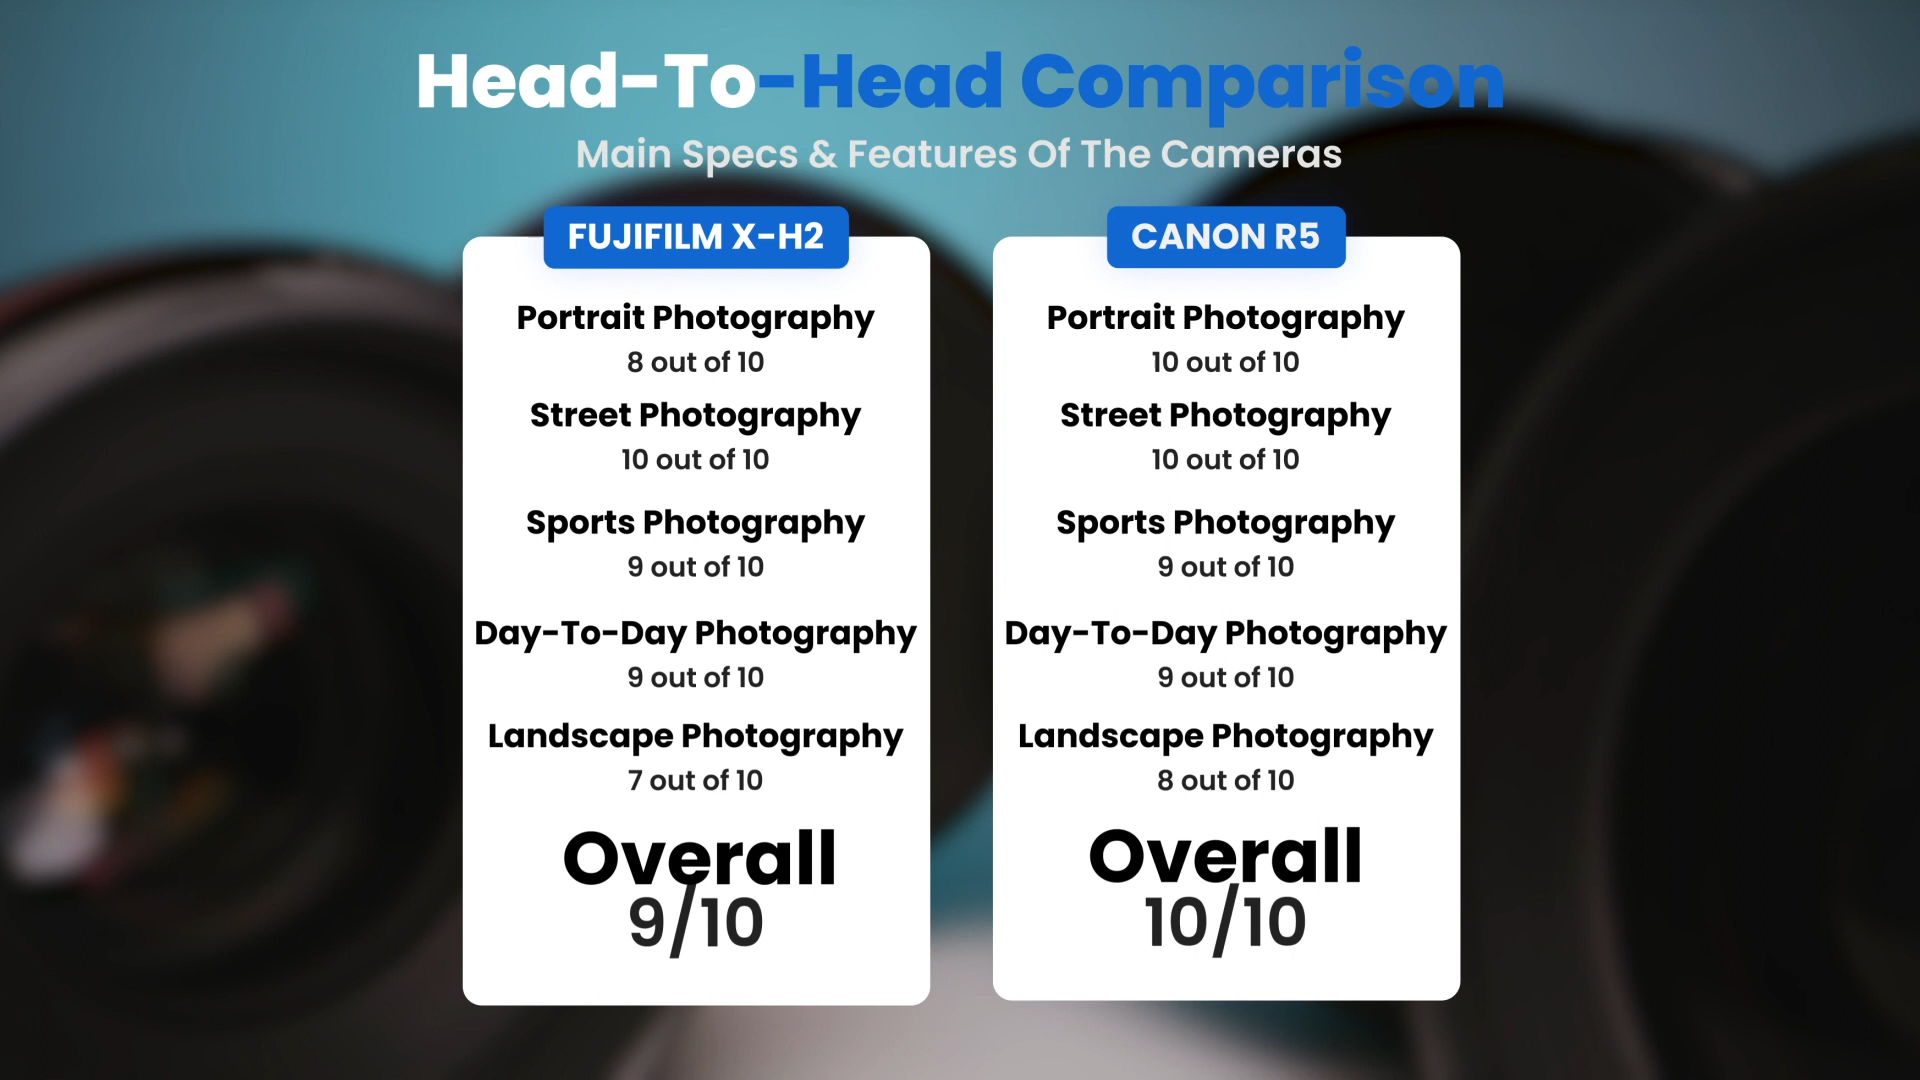 Head-To-Head Comparison
Main Specs & Features Of The Cameras
FUJIFILM X-H2
Portrait Photography
8 out of 10
Street Photography
10 out of 10
Sports Photography
9 out of 10
Day-To-Day Photography
9 out of 10
Landscape Photography
7 out of 10
Overall
9/10
CANON R5
Portrait Photography
10 out of 10
Street Photography
10 out of 10
Sports Photography
9 out of 10
Day-To-Day Photography
9 out of 10
Landscape Photography
8 out of 10
Overall
10/10